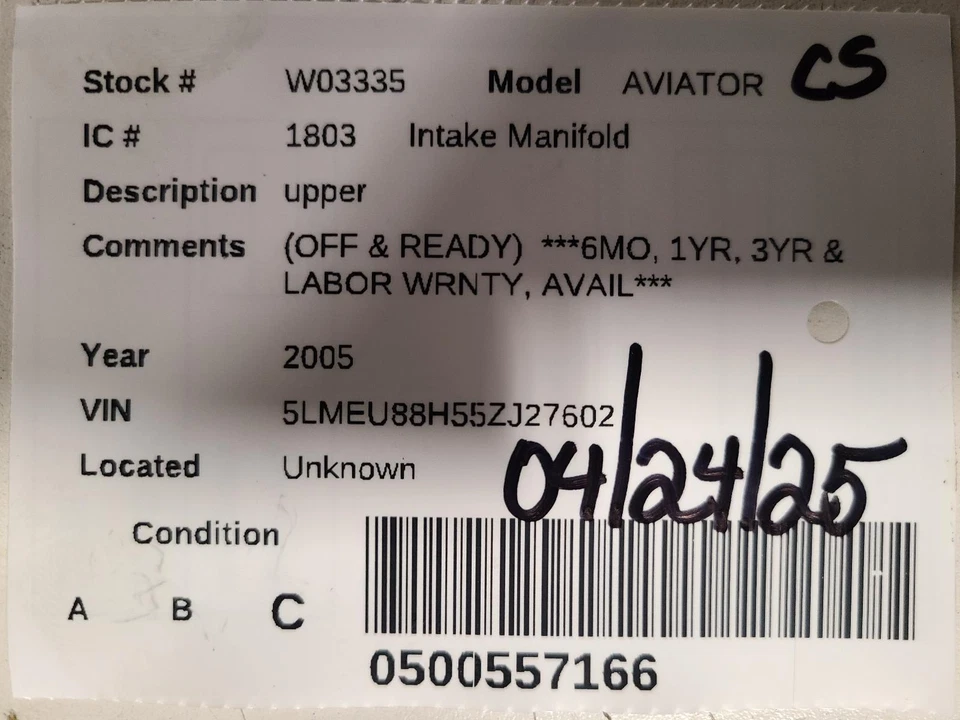 Stock # W03335 Model AVIATOR CS
IC # 1803 Intake Manifold
Description upper
Comments (OFF & READY) ***6MO, 1YR, 3YR &
LABOR WRNTY, AVAIL***
Year 2005
VIN 5LMEU88H55ZJ27602
Located Unknown
04/24/25
Condition
A B C
0500557166